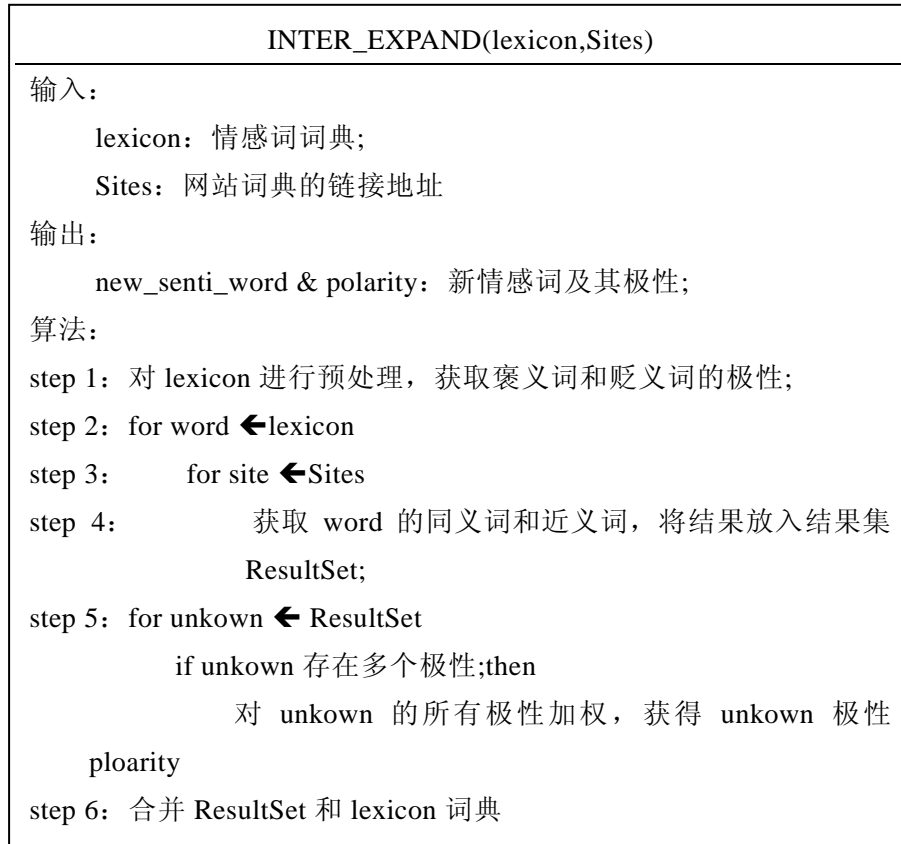 INTER_EXPAND(lexicon,Sites)
输入：
lexicon：情感词词典;
Sites：网站词典的链接地址
输出：
new_senti_word & polarity：新情感词及其极性;
算法：
step 1：对 lexicon 进行预处理，获取褒义词和贬义词的极性;
step 2：for word 🡸lexicon
step 3： for site 🡸Sites
step 4： 获取 word 的同义词和近义词，将结果放入结果集
ResultSet;
step 5：for unkown 🡸 ResultSet
if unkown 存在多个极性;then
对 unkown 的所有极性加权，获得 unkown 极性
ploarity
step 6：合并 ResultSet 和 lexicon 词典